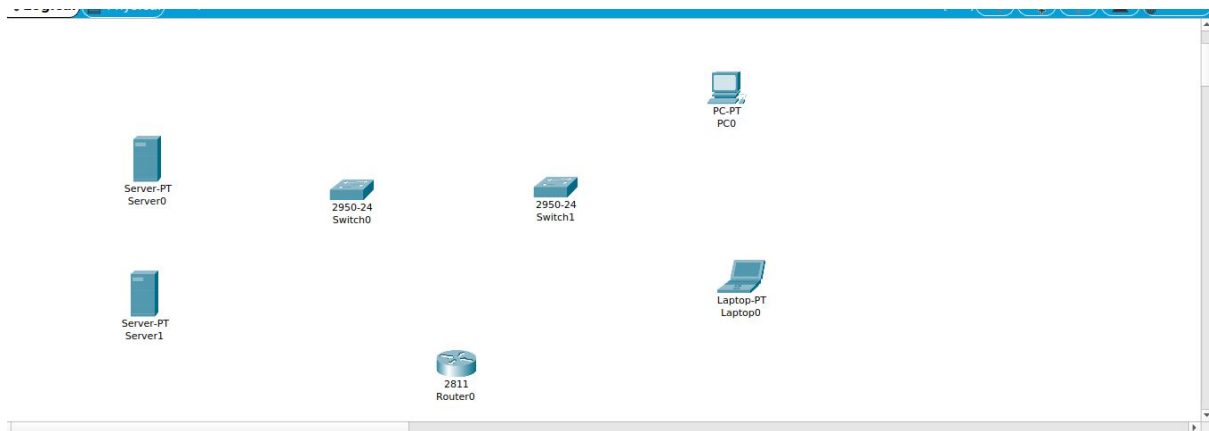 PC-PT
PC0
Server-PT
Server0
2950-24
Switch0
2950-24
Switch1
Server-PT
Server1
Laptop-PT
Laptop0
2811
Router0